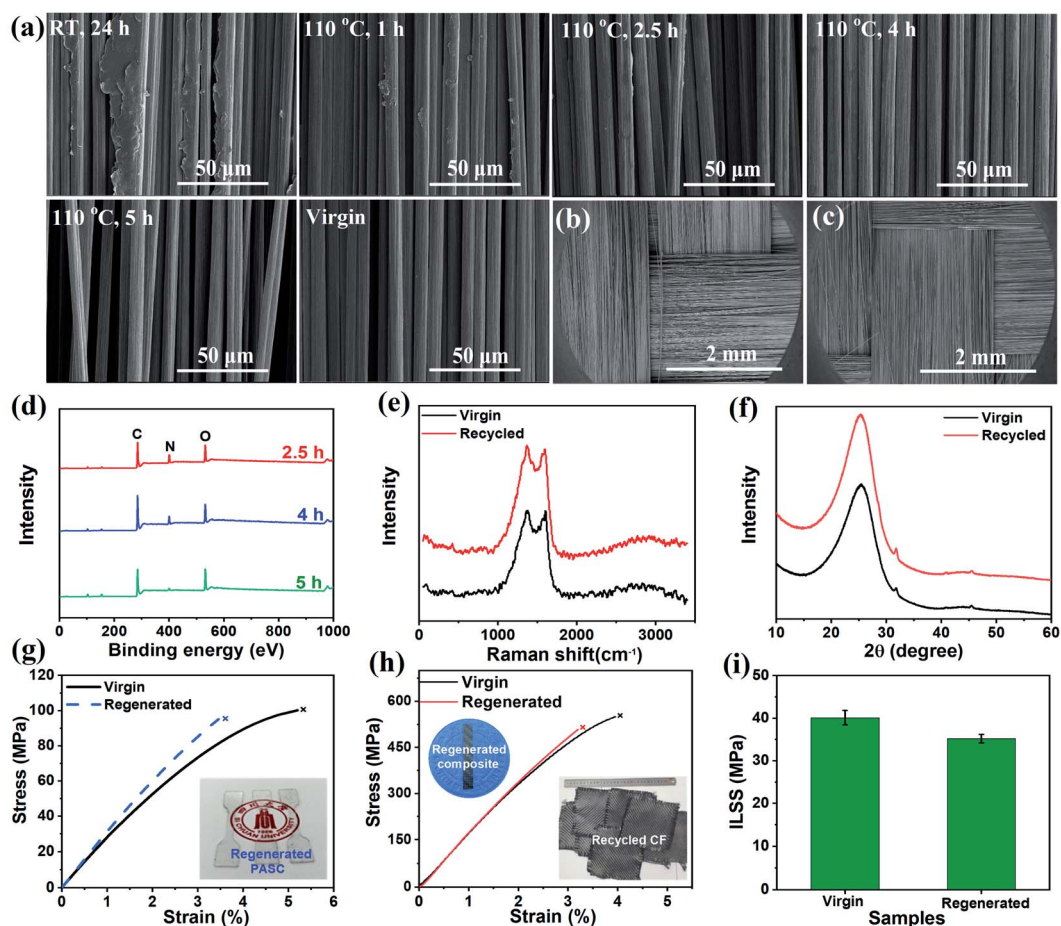 (a)
RT, 24 h
50 μm
110 °C, 1 h
50 μm
110 °C, 2.5 h
50 μm
110 °C, 4 h
50 μm
110 °C, 5 h
50 μm
Virgin
50 μm
(b)
2 mm
(c)
2 mm
(d)
C
N
O
2.5 h
4 h
5 h
Intensity
0 200 400 600 800 1000
Binding energy (eV)
(e)
Virgin
Recycled
Intensity
0 1000 2000 3000
Raman shift(cm⁻¹)
(f)
Virgin
Recycled
Intensity
10 20 30 40 50 60
2θ (degree)
(g)
Virgin
Regenerated
120
100
80
60
40
20
0
Stress (MPa)
SICHUAN UNIVERSITY
Regenerated
PASC
0 1 2 3 4 5 6
Strain (%)
(h)
Virgin
Regenerated
600
450
300
150
0
Stress (MPa)
Regenerated
composite
Recycled CF
0 1 2 3 4 5
Strain (%)
(i)
50
40
30
20
10
0
ILSS (MPa)
Virgin Regenerated
Samples